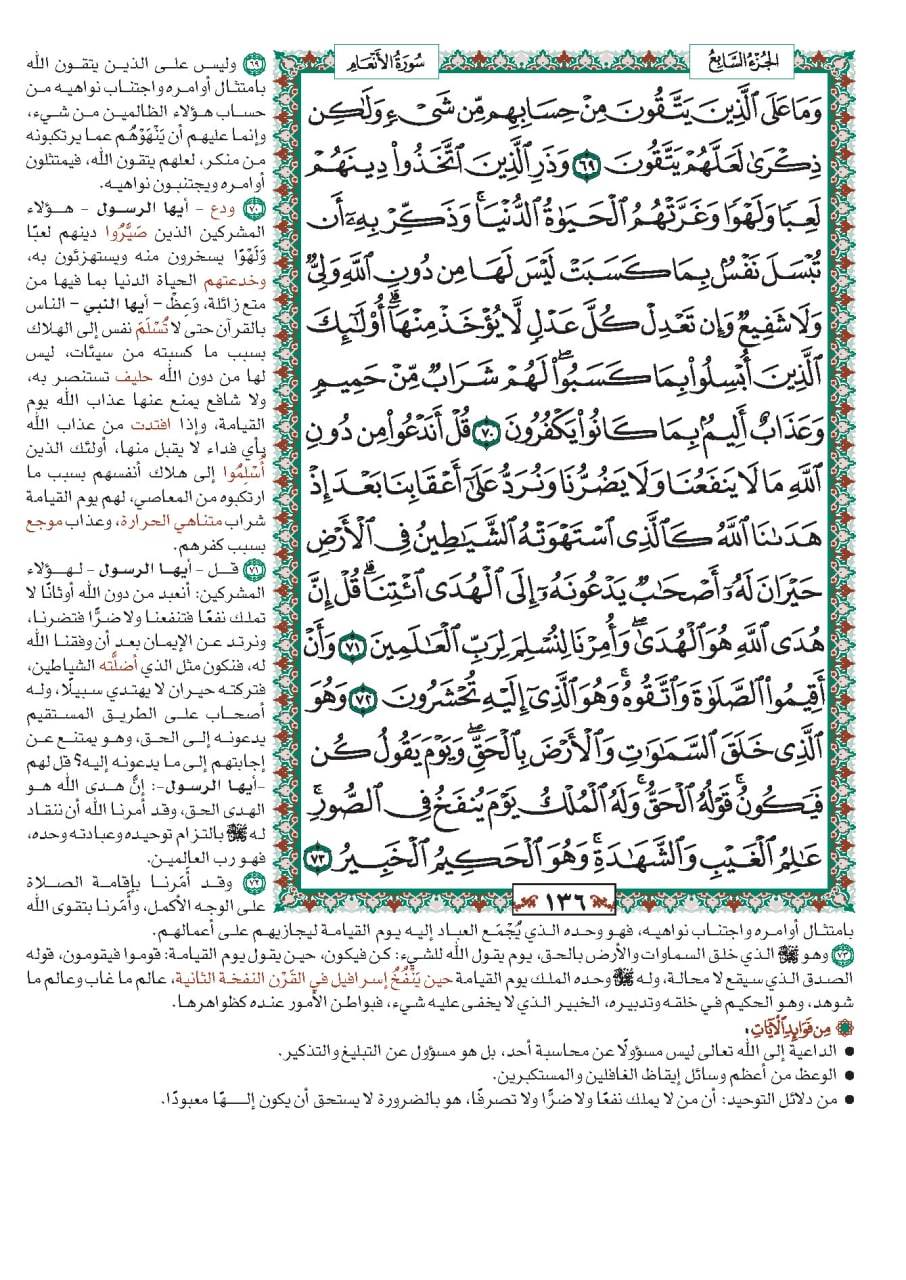 الجزء السابع
سورة الأنعام
وَمَا عَلَى ٱلَّذِينَ يَتَّقُونَ مِنْ حِسَابِهِم مِّن شَىْءٍ وَلَٰكِن
ذِكْرَىٰ لَعَلَّهُمْ يَتَّقُونَ ٦٩ وَذَرِ ٱلَّذِينَ ٱتَّخَذُوا۟ دِينَهُمْ
لَعِبًا وَلَهْوًا وَغَرَّتْهُمُ ٱلْحَيَوٰةُ ٱلدُّنْيَا ۚ وَذَكِّرْ بِهِۦٓ أَن
تُبْسَلَ نَفْسٌۢ بِمَا كَسَبَتْ لَيْسَ لَهَا مِن دُونِ ٱللَّهِ وَلِىٌّ
وَلَا شَفِيعٌ وَإِن تَعْدِلْ كُلَّ عَدْلٍ لَّا يُؤْخَذْ مِنْهَآ ۗ أُو۟لَٰٓئِكَ
ٱلَّذِينَ أُبْسِلُوا۟ بِمَا كَسَبُوا۟ ۖ لَهُمْ شَرَابٌ مِّنْ حَمِيمٍ
وَعَذَابٌ أَلِيمٌۢ بِمَا كَانُوا۟ يَكْفُرُونَ ٧٠ قُلْ أَنَدْعُوا۟ مِن دُونِ
ٱللَّهِ مَا لَا يَنفَعُنَا وَلَا يَضُرُّنَا وَنُرَدُّ عَلَىٰٓ أَعْقَابِنَا بَعْدَ إِذْ
هَدَىٰنَا ٱللَّهُ كَٱلَّذِى ٱسْتَهْوَتْهُ ٱلشَّيَٰطِينُ فِى ٱلْأَرْضِ
حَيْرَانَ لَهُۥٓ أَصْحَٰبٌ يَدْعُونَهُۥٓ إِلَى ٱلْهُدَى ٱئْتِنَا ۗ قُلْ إِنَّ
هُدَى ٱللَّهِ هُوَ ٱلْهُدَىٰ ۖ وَأُمِرْنَا لِنُسْلِمَ لِرَبِّ ٱلْعَٰلَمِينَ ٧١ وَأَنْ
أَقِيمُوا۟ ٱلصَّلَوٰةَ وَٱتَّقُوهُ ۚ وَهُوَ ٱلَّذِىٓ إِلَيْهِ تُحْشَرُونَ ٧٢ وَهُوَ
ٱلَّذِى خَلَقَ ٱلسَّمَٰوَٰتِ وَٱلْأَرْضَ بِٱلْحَقِّ ۖ وَيَوْمَ يَقُولُ كُن
فَيَكُونُ ۚ قَوْلُهُ ٱلْحَقُّ ۚ وَلَهُ ٱلْمُلْكُ يَوْمَ يُنفَخُ فِى ٱلصُّورِ ۚ
عَٰلِمُ ٱلْغَيْبِ وَٱلشَّهَٰدَةِ ۚ وَهُوَ ٱلْحَكِيمُ ٱلْخَبِيرُ ٧٣
١٣٦
٦٩ وليس على الذين يتقون الله
بامتثال أوامره واجتناب نواهيه من
حساب هؤلاء الظالمين من شيء،
وإنما عليهم أن يَنْهَوْهُم عما يرتكبونه
من منكر، لعلهم يتقون الله، فيمتثلون
أوامره ويجتنبون نواهيه.
٧٠ ودع - أيها الرسول - هؤلاء
المشركين الذين صَيَّرُوا دينهم لعبًا
وَلَهْوًا يسخرون منه ويستهزئون به،
وخدعتهم الحياة الدنيا بما فيها من
متع زائلة، وَعِظْ - أيها النبي - الناس
بالقرآن حتى لا تُسْلَمَ نفس إلى الهلاك
بسبب ما كسبته من سيئات، ليس
لها من دون الله حليف تستنصر به،
ولا شافع يمنع عنها عذاب الله يوم
القيامة، وإذا افتدت من عذاب الله
بأي فداء لا يقبل منها، أولئك الذين
أُسْلِمُوا إلى هلاك أنفسهم بسبب ما
ارتكبوه من المعاصي، لهم يوم القيامة
شراب متناهي الحرارة، وعذاب موجع
بسبب كفرهم.
٧١ قل - أيها الرسول - لهؤلاء
المشركين: أنعبد من دون الله أوثانًا لا
تملك نفعًا فتنفعنا ولا ضرًّا فتضرنا،
ونرتد عن الإيمان بعد أن وفقنا الله
له، فنكون مثل الذي أضلَّته الشياطين،
فتركته حيران لا يهتدي سبيلًا، وله
أصحاب على الطريق المستقيم
يدعونه إلى الحق، وهو يمتنع عن
إجابتهم إلى ما يدعونه إليه؟ قل لهم
-أيها الرسول-: إنَّ هدى الله هو
الهدى الحق، وقد أمرنا الله أن ننقاد
له ﷻ بالتزام توحيده وعبادته وحده،
فهو رب العالمين.
٧٢ وقد أَمَرنا بإقامة الصلاة
على الوجه الأكمل، وأَمَرنا بتقوى الله
بامتثال أوامره واجتناب نواهيه، فهو وحده الذي يُجْمَع العباد إليه يوم القيامة ليجازيهم على أعمالهم.
٧٣ وهو ﷻ الذي خلق السماوات والأرض بالحق، يوم يقول الله للشيء: كن فيكون، حين يقول يوم القيامة: قوموا فيقومون، قوله
الصدق الذي سيقع لا محالة، وله ﷻ وحده الملك يوم القيامة حين يَنْفُخ إسرافيل في القَرْن النفخة الثانية، عالم ما غاب وعالم ما
شوهد، وهو الحكيم في خلقه وتدبيره، الخبير الذي لا يخفى عليه شيء، فبواطن الأمور عنده كظواهرها.
من فوائد الآيات:
• الداعية إلى الله تعالى ليس مسؤولًا عن محاسبة أحد، بل هو مسؤول عن التبليغ والتذكير.
• الوعظ من أعظم وسائل إيقاظ الغافلين والمستكبرين.
• من دلائل التوحيد: أن من لا يملك نفعًا ولا ضرًّا ولا تصرفًا، هو بالضرورة لا يستحق أن يكون إلـهًا معبودًا.